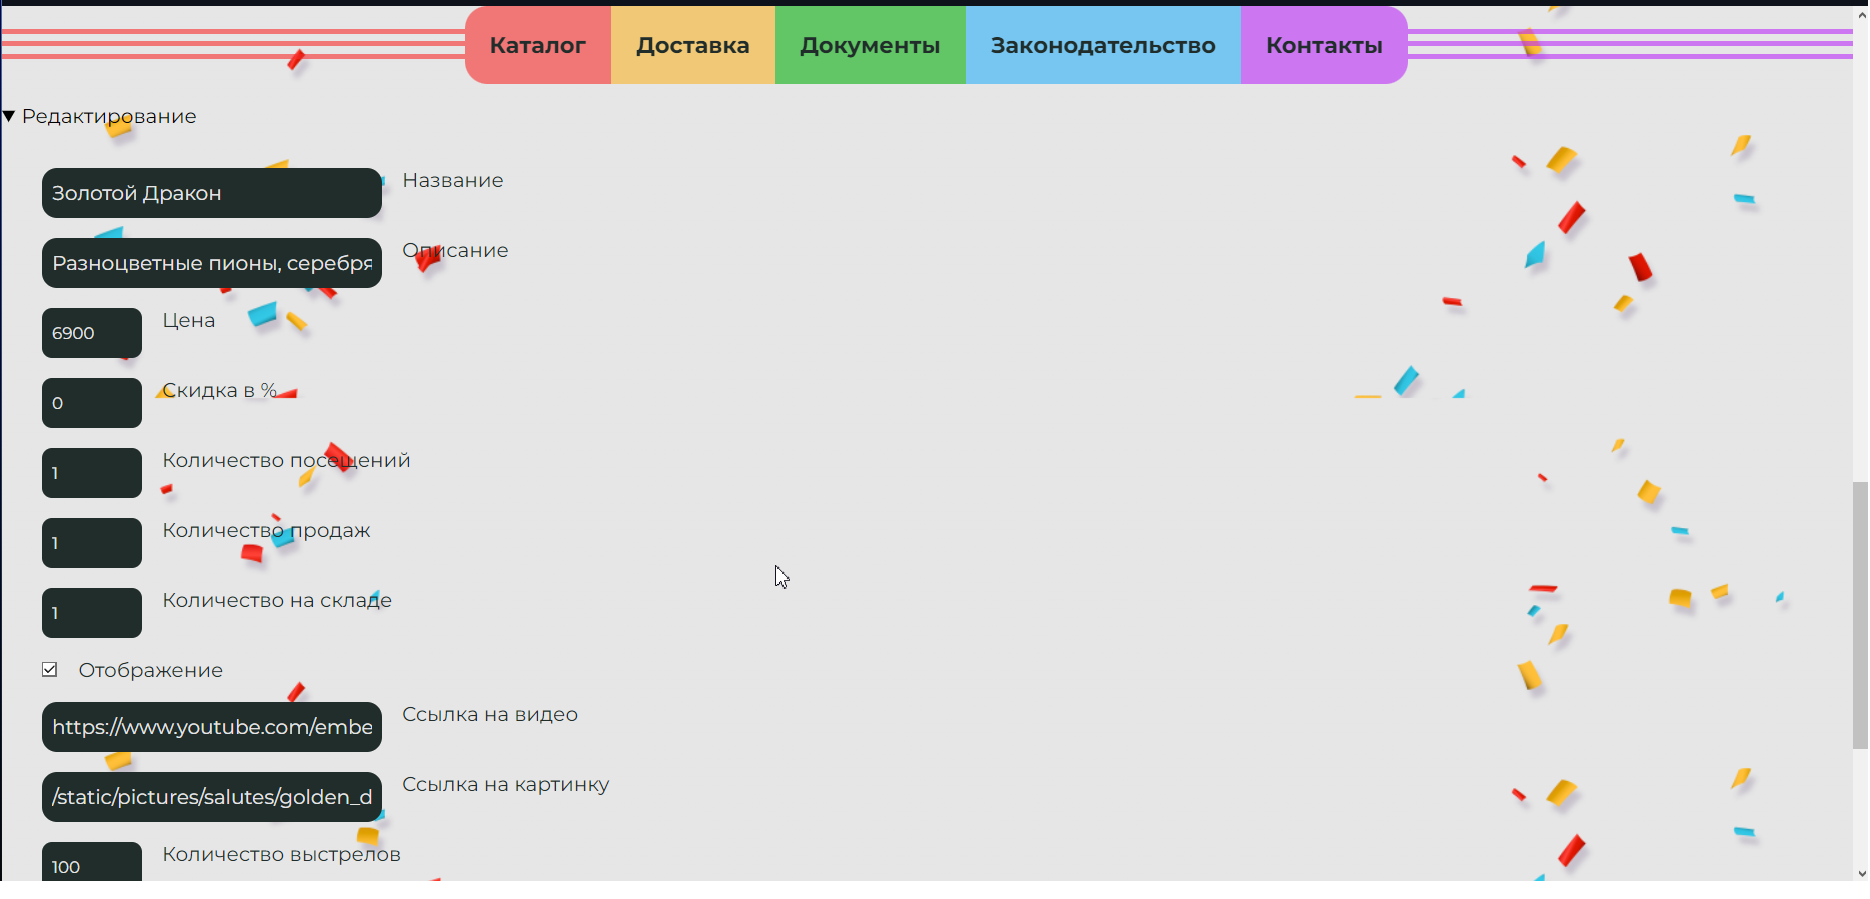 Каталог Доставка Документы Законодательство Контакты
Редактирование
Золотой Дракон Название
Разноцветные пионы, серебря Описание
6900 Цена
0 Скидка в %
1 Количество посещений
1 Количество продаж
1 Количество на складе
Отображение
https://www.youtube.com/embe Ссылка на видео
/static/pictures/salutes/golden_d Ссылка на картинку
100 Количество выстрелов